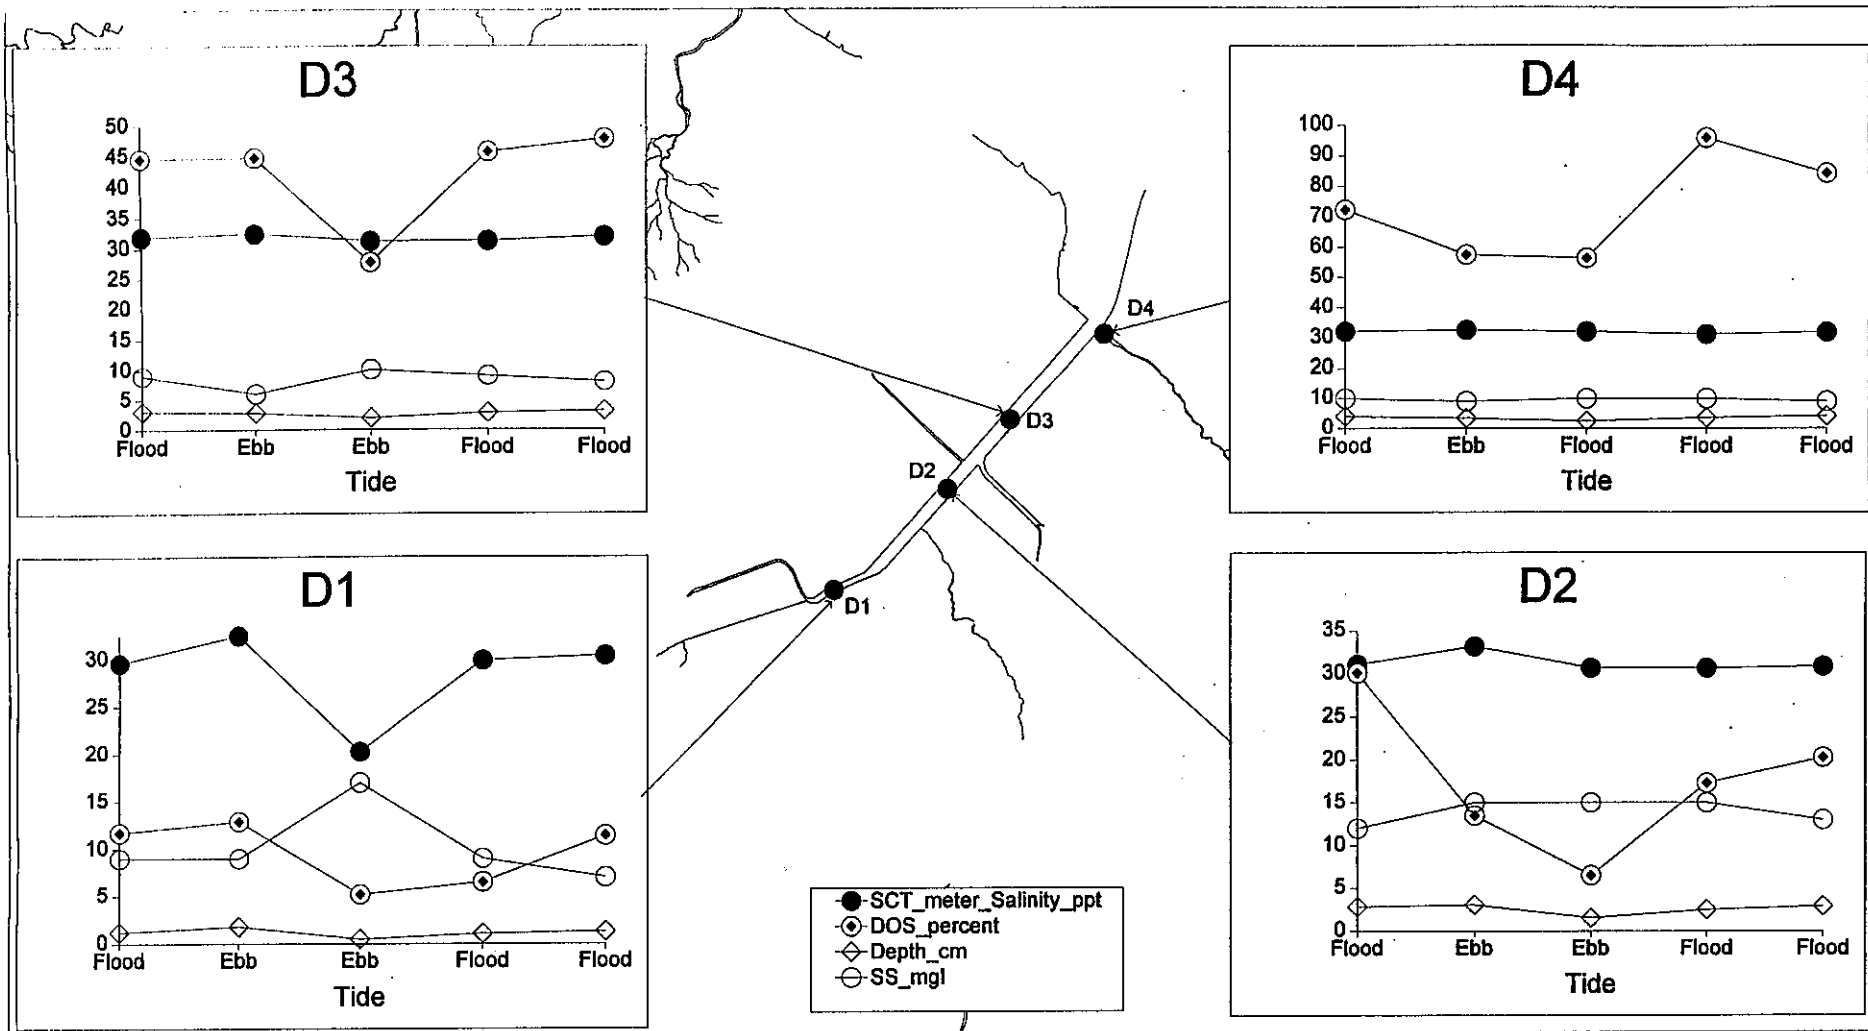 D3
50
45
40
35
30
25
20
15
10
5
0
Flood Ebb Ebb Flood Flood
Tide
D4
100
90
80
70
60
50
40
30
20
10
0
Flood Ebb Flood Flood Flood
Tide
D4
D3
D2
D1
D1
30
25
20
15
10
5
0
Flood Ebb Ebb Flood Flood
Tide
D2
35
30
25
20
15
10
5
0
Flood Ebb Ebb Flood Flood
Tide
SCT_meter_Salinity_ppt
DOS_percent
Depth_cm
SS_mgl